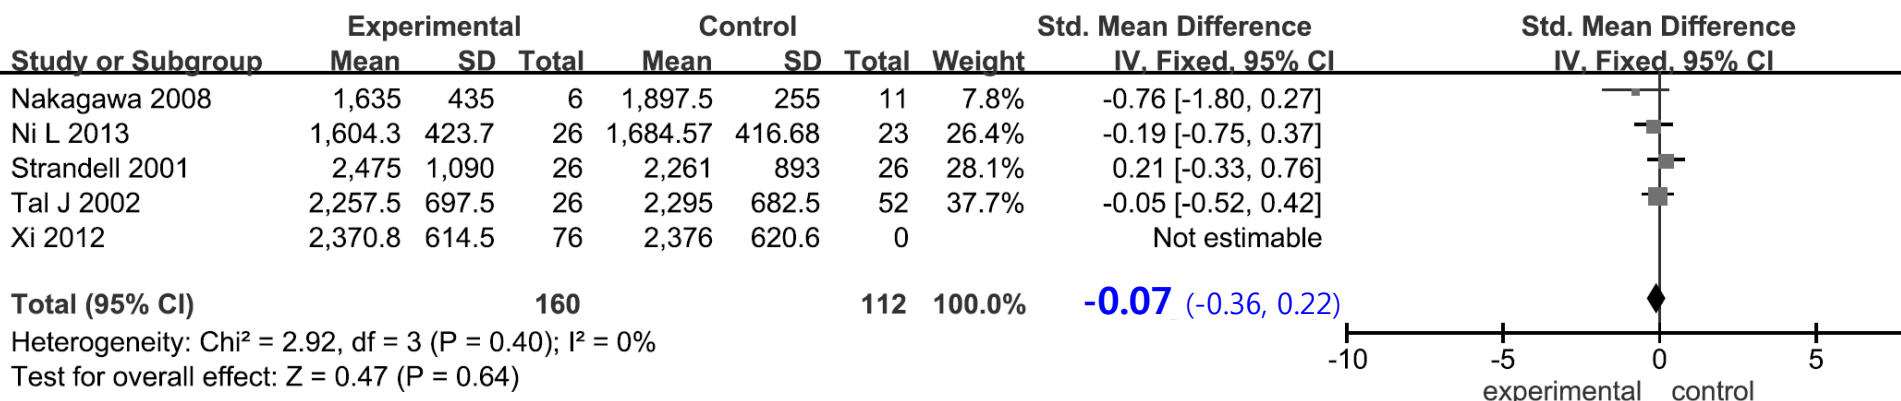 Experimental Control Std. Mean Difference Std. Mean Difference
Study or Subgroup Mean SD Total Mean SD Total Weight IV, Fixed, 95% CI IV, Fixed, 95% CI
Nakagawa 2008 1,635 435 6 1,897.5 255 11 7.8% -0.76 [-1.80, 0.27]
Ni L 2013 1,604.3 423.7 26 1,684.57 416.68 23 26.4% -0.19 [-0.75, 0.37]
Strandell 2001 2,475 1,090 26 2,261 893 26 28.1% 0.21 [-0.33, 0.76]
Tal J 2002 2,257.5 697.5 26 2,295 682.5 52 37.7% -0.05 [-0.52, 0.42]
Xi 2012 2,370.8 614.5 76 2,376 620.6 0 Not estimable
Total (95% CI) 160 112 100.0% -0.07 (-0.36, 0.22)
Heterogeneity: Chi² = 2.92, df = 3 (P = 0.40); I² = 0%
Test for overall effect: Z = 0.47 (P = 0.64)
-10 -5 0 5
experimental control